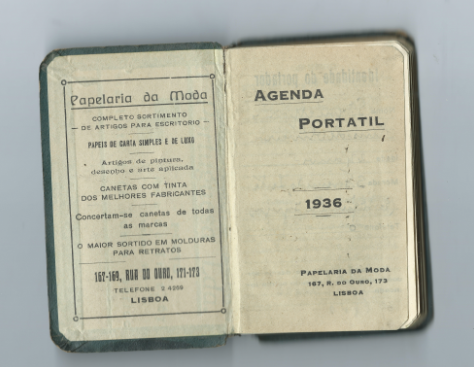 Papelaria da Moda
COMPLETO SORTIMENTO
— DE ARTIGOS PARA ESCRITORIO —
PAPEIS DE CARTA SIMPLES E DE LUXO
Artigos de pintura,
desenho e arte aplicada
CANETAS COM TINTA
DOS MELHORES FABRICANTES
Concertam-se canetas de todas
as marcas
O MAIOR SORTIDO EM MOLDURAS
PARA RETRATOS
167-169, RUA DO OURO, 171-173
TELEFONE 2 4259
LISBOA
AGENDA
PORTATIL
1936
PAPELARIA DA MODA
167, R. DO OURO, 173
LISBOA